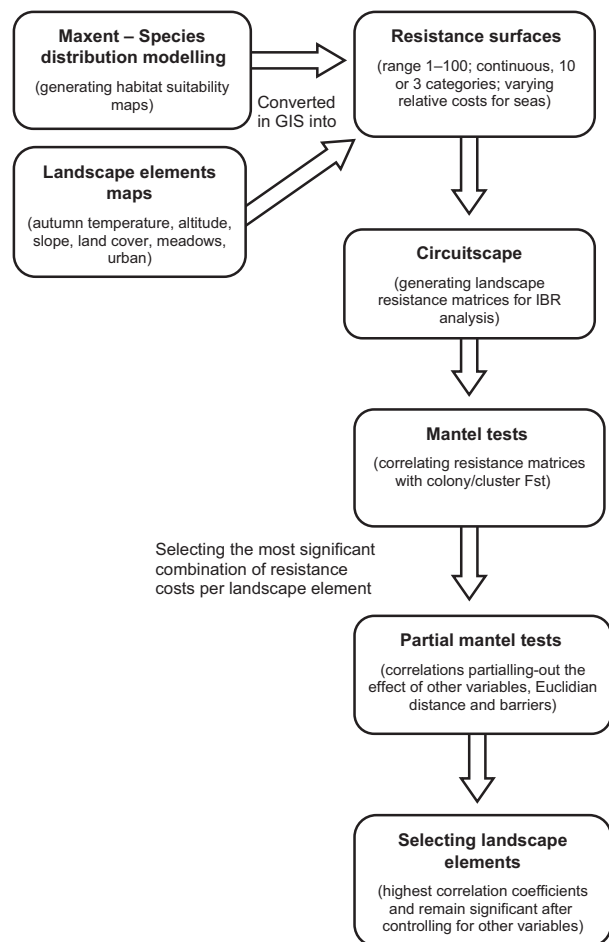 Maxent – Species
distribution modelling
(generating habitat suitability
maps)
Landscape elements
maps
(autumn temperature, altitude,
slope, land cover, meadows,
urban)
Converted
in GIS into
Resistance surfaces
(range 1–100; continuous, 10
or 3 categories; varying
relative costs for seas)
Circuitscape
(generating landscape
resistance matrices for IBR
analysis)
Mantel tests
(correlating resistance matrices
with colony/cluster Fst)
Selecting the most significant
combination of resistance
costs per landscape element
Partial mantel tests
(correlations partialling-out the
effect of other variables, Euclidian
distance and barriers)
Selecting landscape
elements
(highest correlation coefficients
and remain significant after
controlling for other variables)